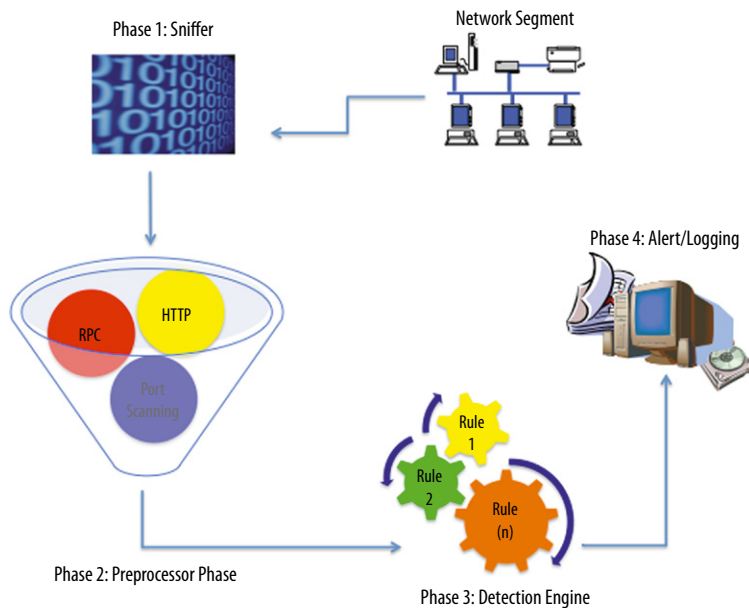 Phase 1: Sniffer
Network Segment
Phase 4: Alert/Logging
RPC
HTTP
Port
Scanning
Rule
1
Rule
2
Rule
(n)
Phase 2: Preprocessor Phase
Phase 3: Detection Engine